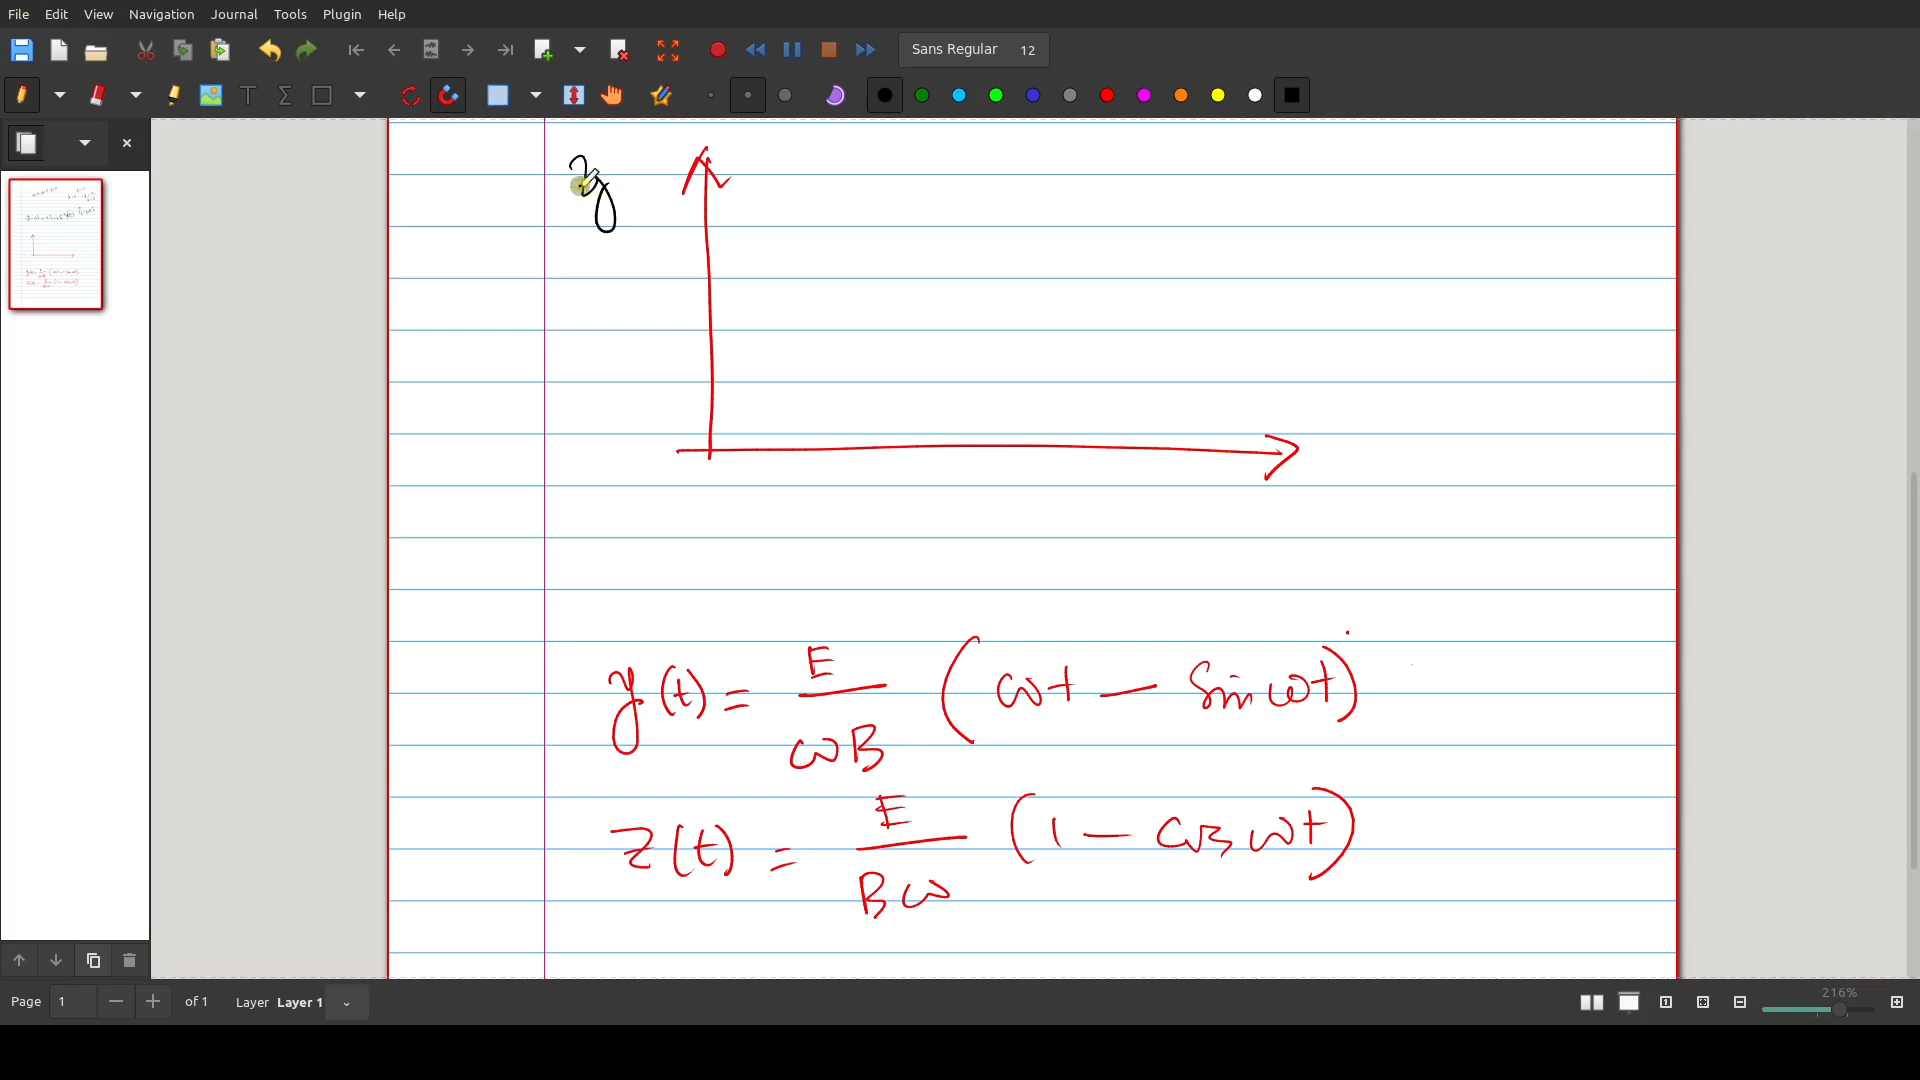 File Edit View Navigation Journal Tools Plugin Help
Sans Regular 12
y
y(t) = E/ωB (ωt – sin ωt)
z(t) = E/Bω (1 – cos ωt)
Page 1 of 1 Layer Layer 1 216%